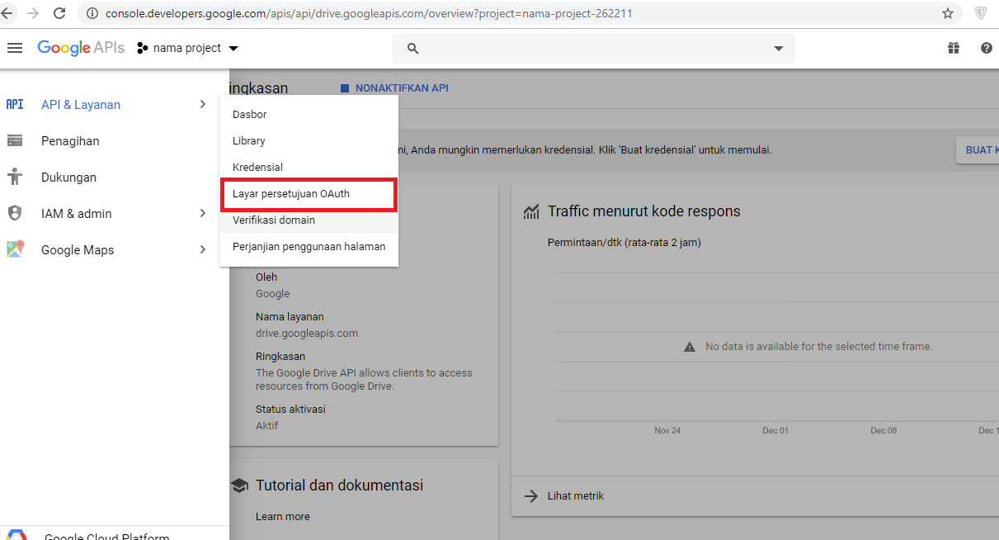 console.developers.google.com/apis/api/drive.googleapis.com/overview?project=nama-project-262211
Google APIs
nama project
API API & Layanan
Penagihan
Dukungan
IAM & admin
Google Maps
Google Cloud Platform
Dasbor
Library
Kredensial
Layar persetujuan OAuth
Verifikasi domain
Perjanjian penggunaan halaman
ingkasan
NONAKTIFKAN API
ni, Anda mungkin memerlukan kredensial. Klik 'Buat kredensial' untuk memulai.
BUAT K
Oleh
Google
Nama layanan
drive.googleapis.com
Ringkasan
The Google Drive API allows clients to access
resources from Google Drive.
Status aktivasi
Aktif
Tutorial dan dokumentasi
Learn more
Traffic menurut kode respons
Permintaan/dtk (rata-rata 2 jam)
No data is available for the selected time frame.
Nov 24 Dec 01 Dec 08 Dec 1
Lihat metrik